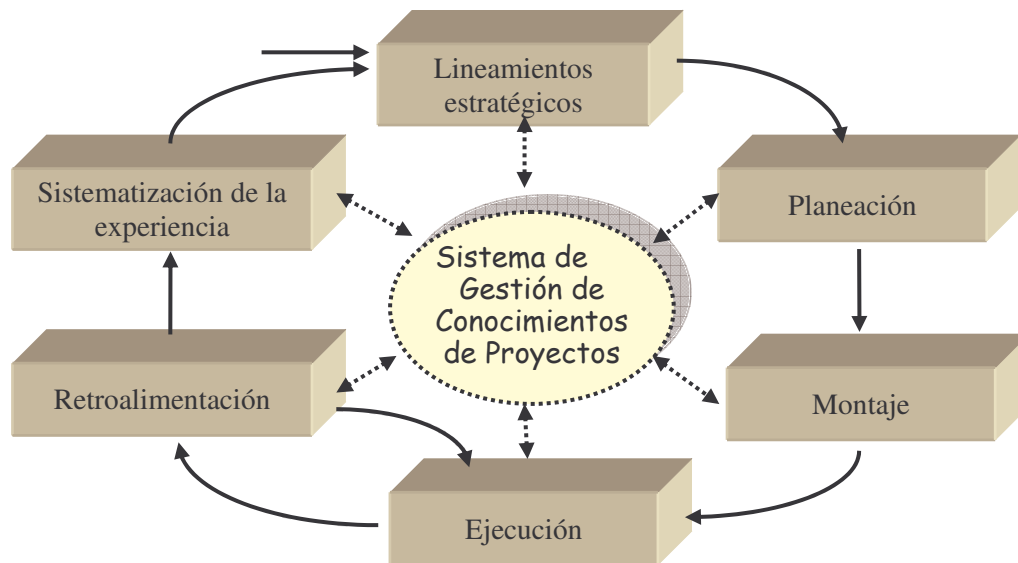 Lineamientos
estratégicos
Sistematización de la
experiencia
Planeación
Sistema de
Gestión de
Conocimientos
de Proyectos
Retroalimentación
Montaje
Ejecución